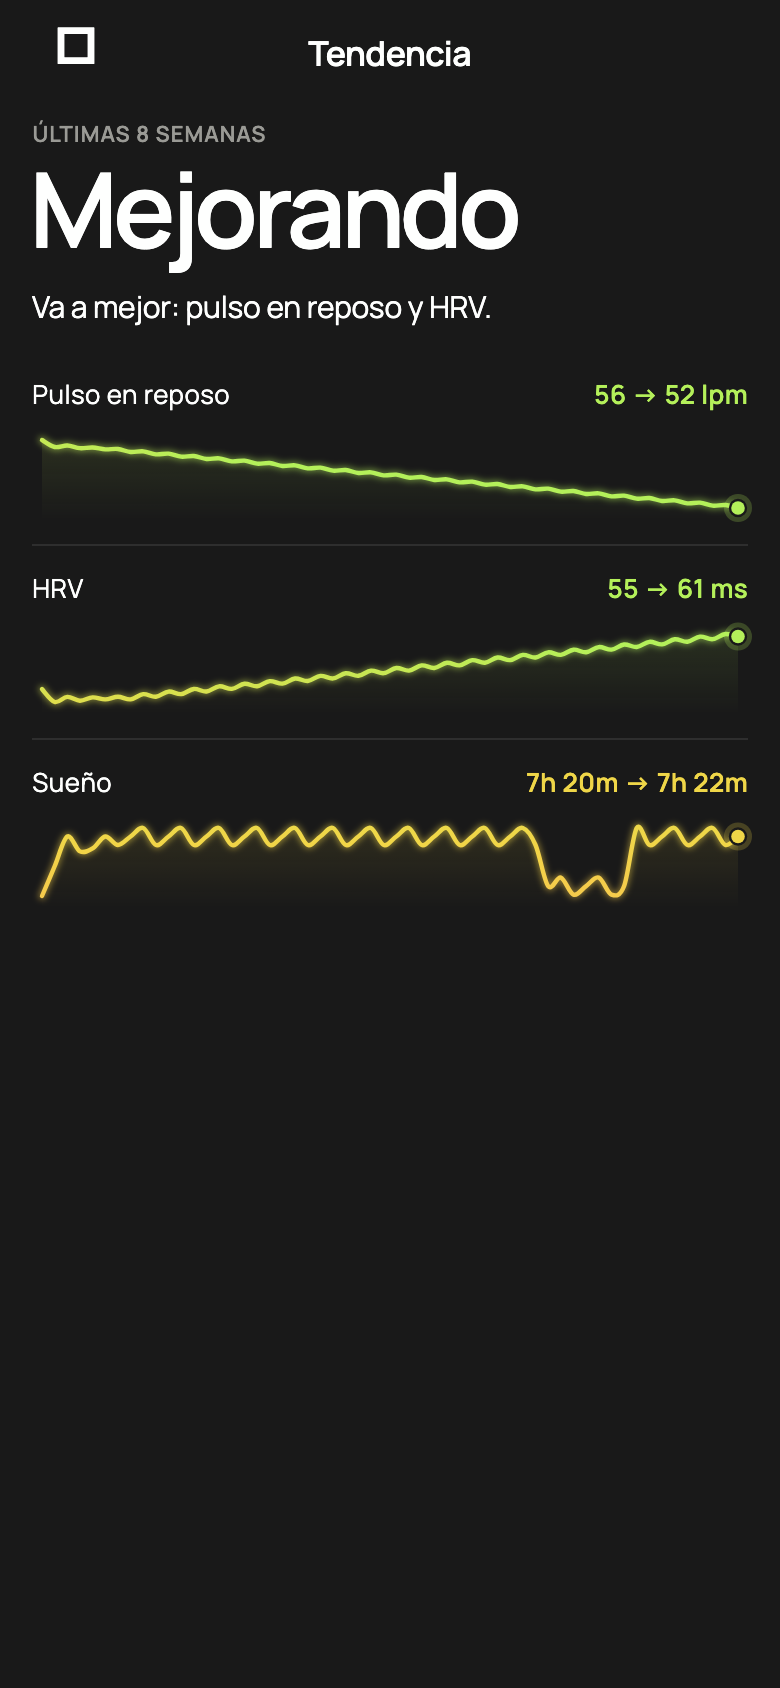 Tendencia
ÚLTIMAS 8 SEMANAS
Mejorando
Va a mejor: pulso en reposo y HRV.
Pulso en reposo 56 → 52 lpm
HRV 55 → 61 ms
Sueño 7h 20m → 7h 22m